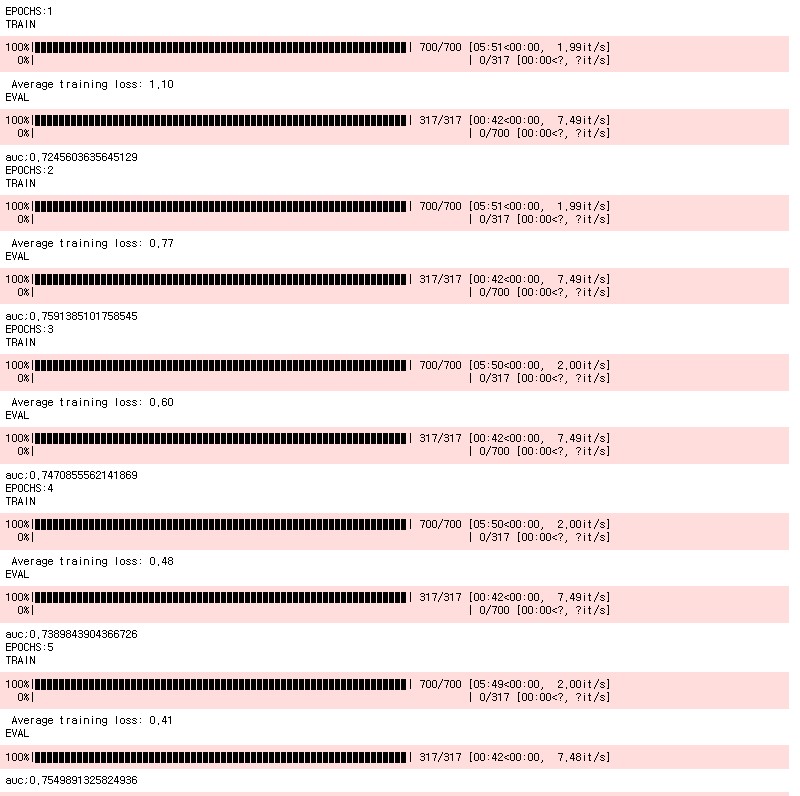 EPOCHS:1
TRAIN
100%|██████████| 700/700 [05:51<00:00, 1.99it/s]
0%| | 0/317 [00:00<?, ?it/s]
Average training loss: 1.10
EVAL
100%|██████████| 317/317 [00:42<00:00, 7.49it/s]
0%| | 0/700 [00:00<?, ?it/s]
auc:0.7245603635645129
EPOCHS:2
TRAIN
100%|██████████| 700/700 [05:51<00:00, 1.99it/s]
0%| | 0/317 [00:00<?, ?it/s]
Average training loss: 0.77
EVAL
100%|██████████| 317/317 [00:42<00:00, 7.49it/s]
0%| | 0/700 [00:00<?, ?it/s]
auc:0.7591385101758545
EPOCHS:3
TRAIN
100%|██████████| 700/700 [05:50<00:00, 2.00it/s]
0%| | 0/317 [00:00<?, ?it/s]
Average training loss: 0.60
EVAL
100%|██████████| 317/317 [00:42<00:00, 7.49it/s]
0%| | 0/700 [00:00<?, ?it/s]
auc:0.7470855562141869
EPOCHS:4
TRAIN
100%|██████████| 700/700 [05:50<00:00, 2.00it/s]
0%| | 0/317 [00:00<?, ?it/s]
Average training loss: 0.48
EVAL
100%|██████████| 317/317 [00:42<00:00, 7.49it/s]
0%| | 0/700 [00:00<?, ?it/s]
auc:0.7389843904366726
EPOCHS:5
TRAIN
100%|██████████| 700/700 [05:49<00:00, 2.00it/s]
0%| | 0/317 [00:00<?, ?it/s]
Average training loss: 0.41
EVAL
100%|██████████| 317/317 [00:42<00:00, 7.48it/s]
auc:0.7549891325824936